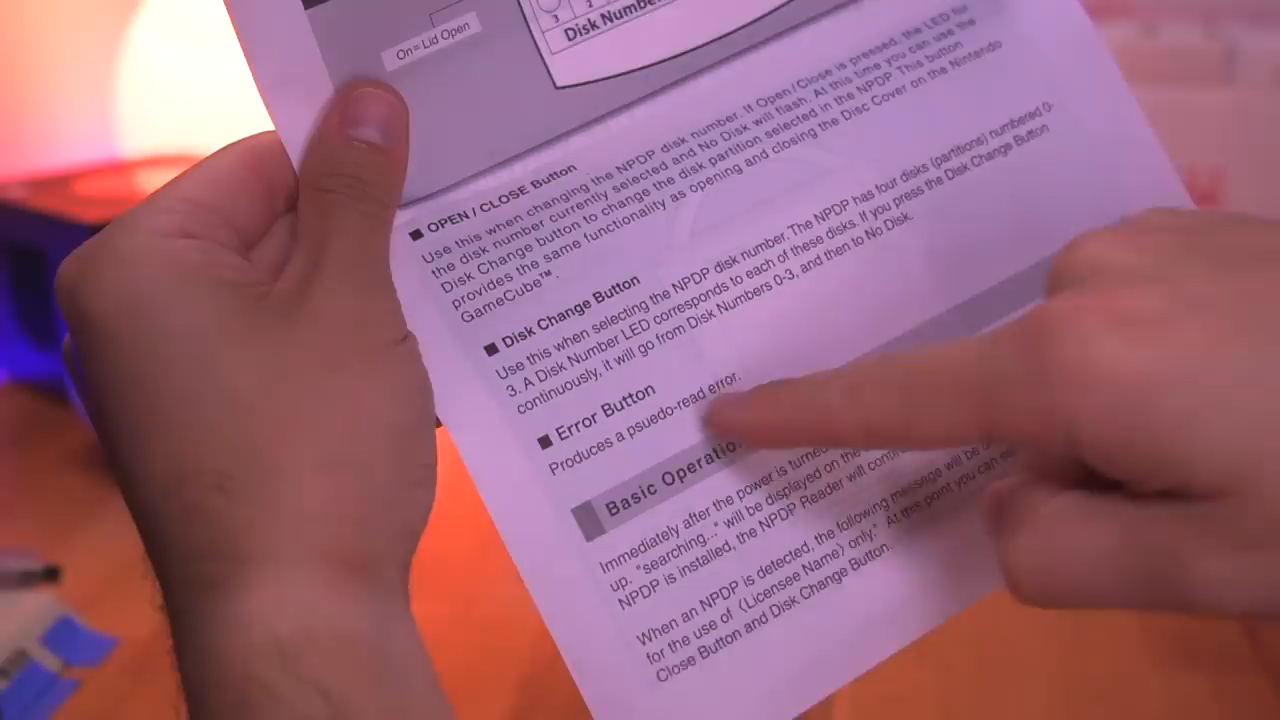 On=Lid Open
3 2
Disk Number
■ OPEN / CLOSE Button
Use this when changing the NPDP disk number. If Open/Close is pressed, the LED for
the disk number currently selected and No Disk will flash. At this time you can use the
Disk Change button to change the disk partition selected in the NPDP. This button
provides the same functionality as opening and closing the Disc Cover on the Nintendo
GameCube™.
■ Disk Change Button
Use this when selecting the NPDP disk number. The NPDP has four disks (partitions) numbered 0-
3. A Disk Number LED corresponds to each of these disks. If you press the Disk Change Button
continuously, it will go from Disk Numbers 0-3, and then to No Disk.
■ Error Button
Produces a psuedo-read error.
Basic Operatio
Immediately after the power is turned
up. "searching..." will be displayed on the
NPDP is installed, the NPDP Reader will conti
When an NPDP is detected, the following message will be
for the use of (Licensee Name) only." At this point you can
Close Button and Disk Change Button.